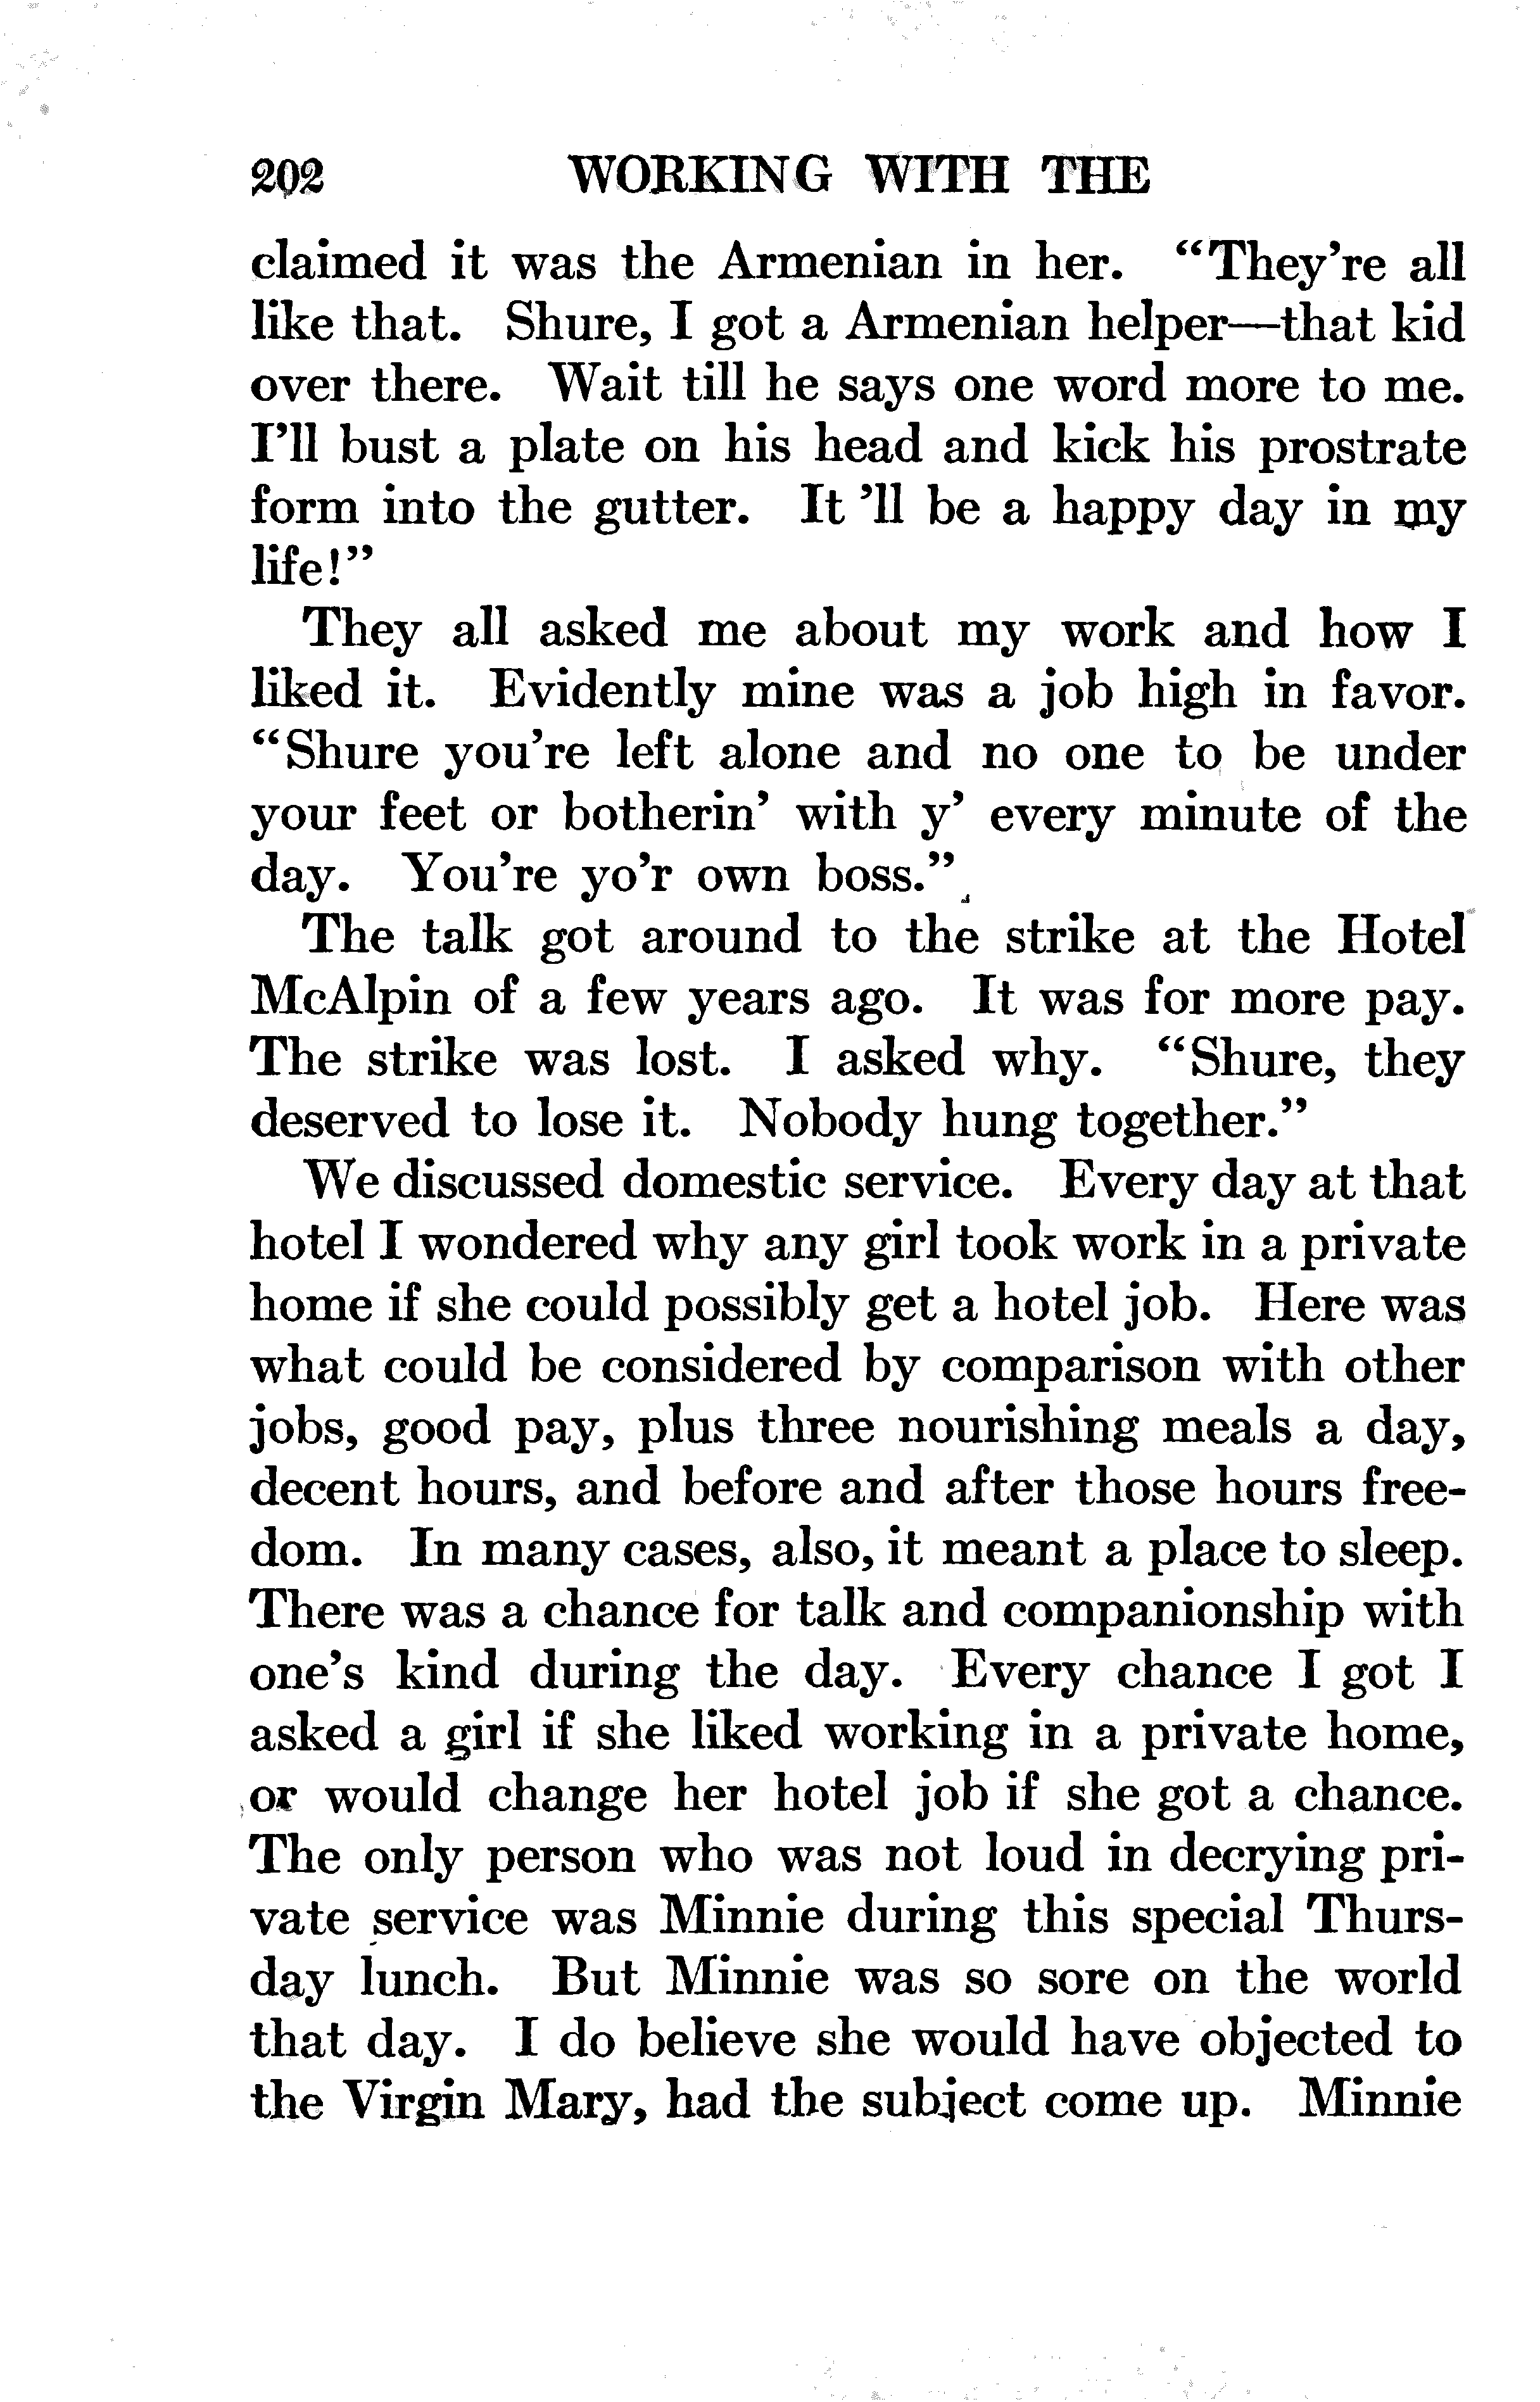 202 WORKING WITH THE
claimed it was the Armenian in her. “They’re all
like that. Shure, I got a Armenian helper—that kid
over there. Wait till he says one word more to me.
I’ll bust a plate on his head and kick his prostrate
form into the gutter. It ’ll be a happy day in my
life!”
They all asked me about my work and how I
liked it. Evidently mine was a job high in favor.
“Shure you’re left alone and no one to be under
your feet or botherin’ with y’ every minute of the
day. You’re yo’r own boss.”
The talk got around to the strike at the Hotel
McAlpin of a few years ago. It was for more pay.
The strike was lost. I asked why. “Shure, they
deserved to lose it. Nobody hung together.”
We discussed domestic service. Every day at that
hotel I wondered why any girl took work in a private
home if she could possibly get a hotel job. Here was
what could be considered by comparison with other
jobs, good pay, plus three nourishing meals a day,
decent hours, and before and after those hours free-
dom. In many cases, also, it meant a place to sleep.
There was a chance for talk and companionship with
one’s kind during the day. Every chance I got I
asked a girl if she liked working in a private home,
or would change her hotel job if she got a chance.
The only person who was not loud in decrying pri-
vate service was Minnie during this special Thurs-
day lunch. But Minnie was so sore on the world
that day. I do believe she would have objected to
the Virgin Mary, had the subject come up. Minnie